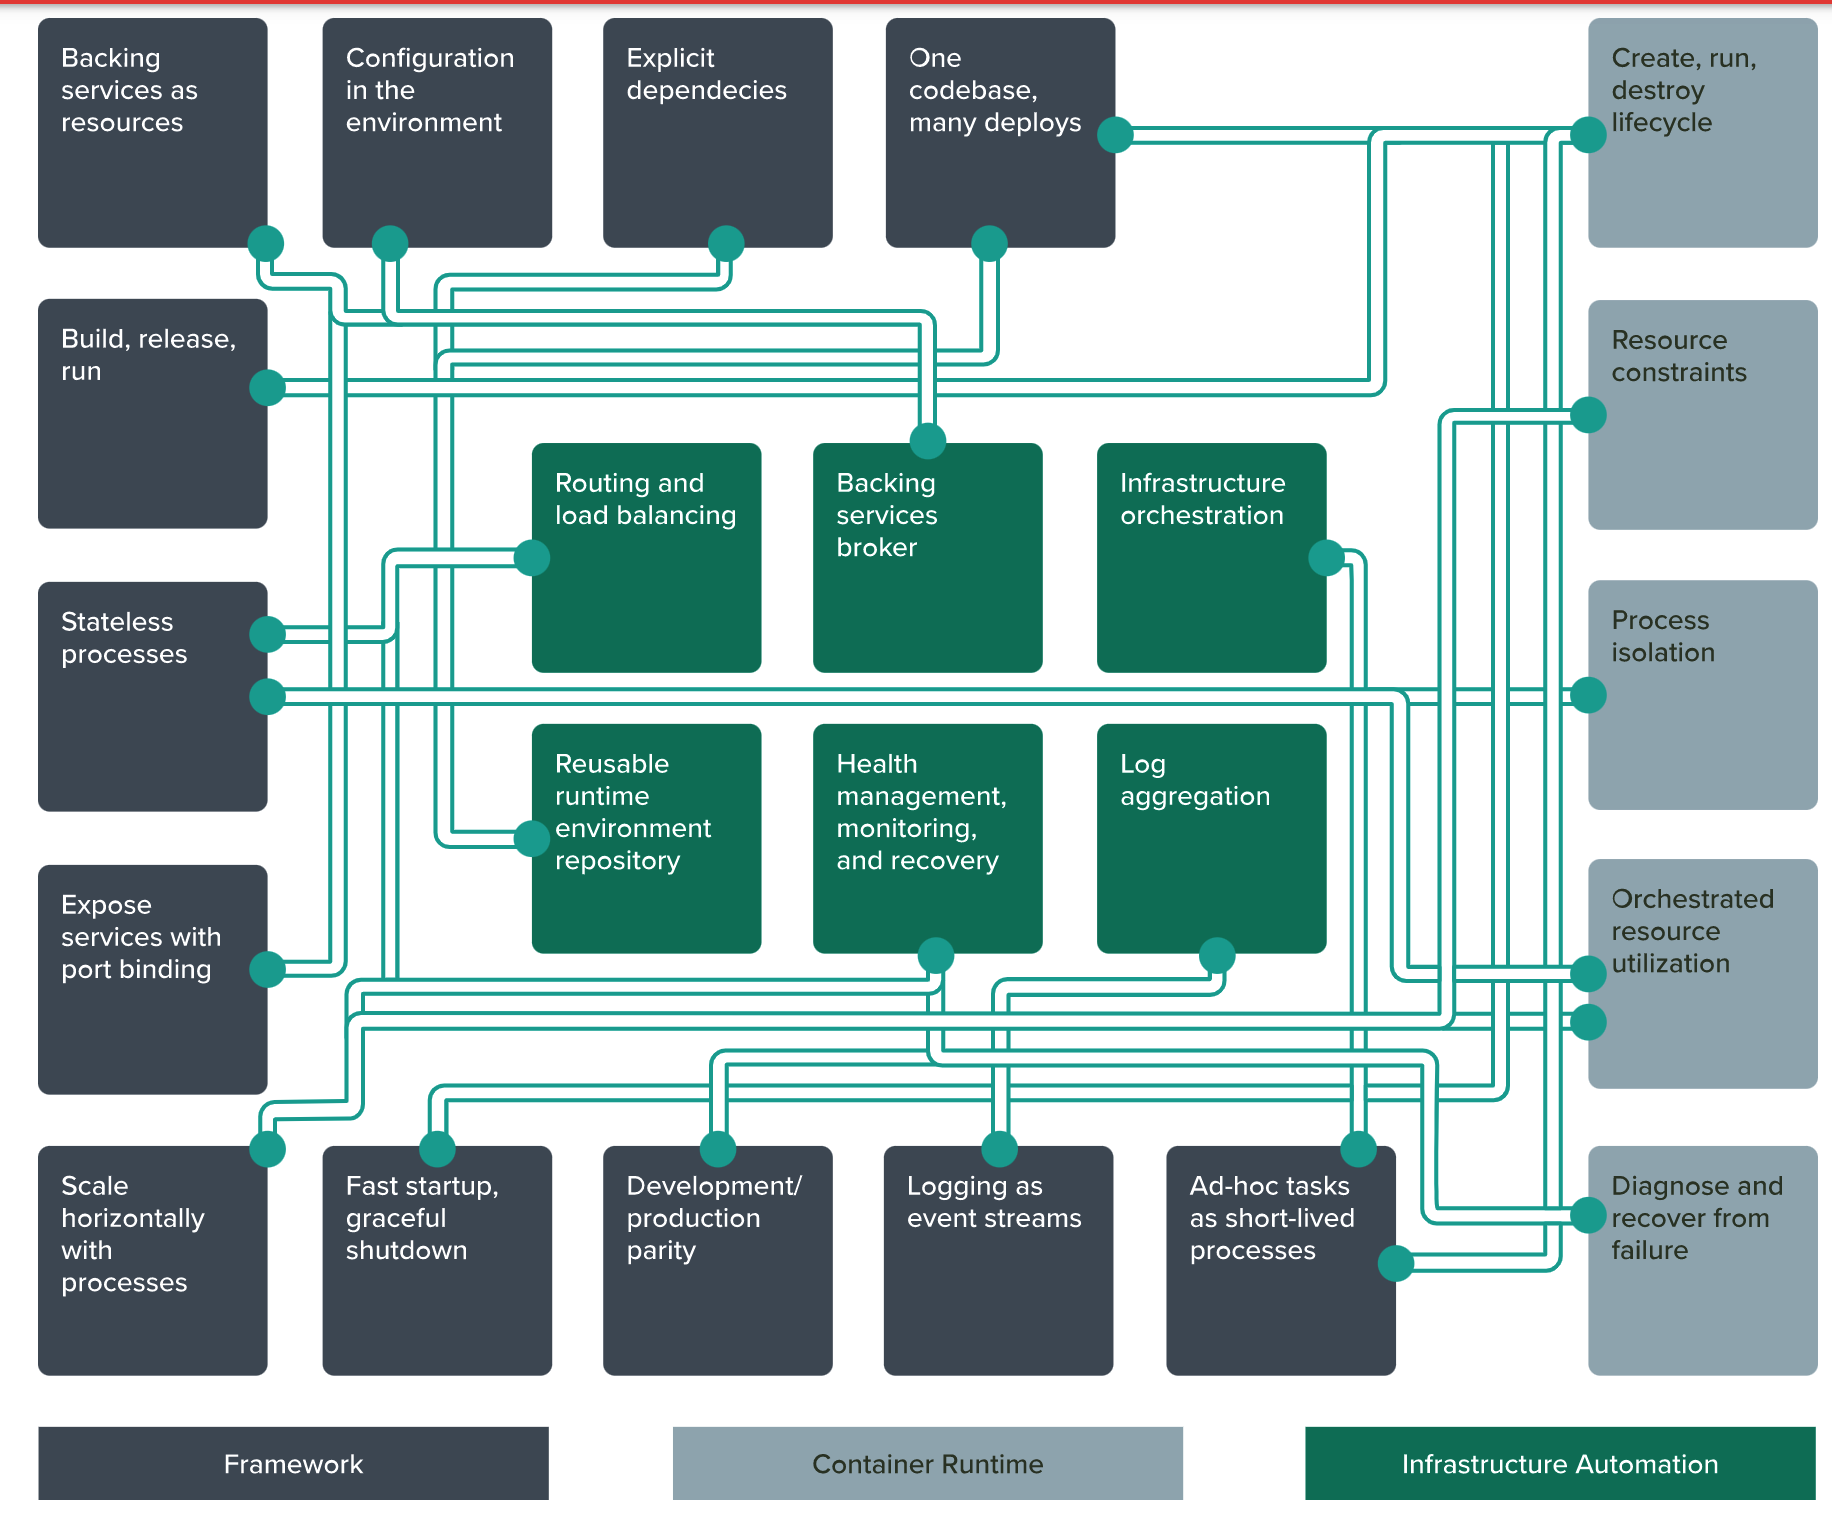 Backing
services as
resources
Configuration
in the
environment
Explicit
dependecies
One
codebase,
many deploys
Create, run,
destroy
lifecycle
Build, release,
run
Resource
constraints
Routing and
load balancing
Backing
services
broker
Infrastructure
orchestration
Stateless
processes
Process
isolation
Reusable
runtime
environment
repository
Health
management,
monitoring,
and recovery
Log
aggregation
Expose
services with
port binding
Orchestrated
resource
utilization
Scale
horizontally
with
processes
Fast startup,
graceful
shutdown
Development/
production
parity
Logging as
event streams
Ad-hoc tasks
as short-lived
processes
Diagnose and
recover from
failure
Framework
Container Runtime
Infrastructure Automation